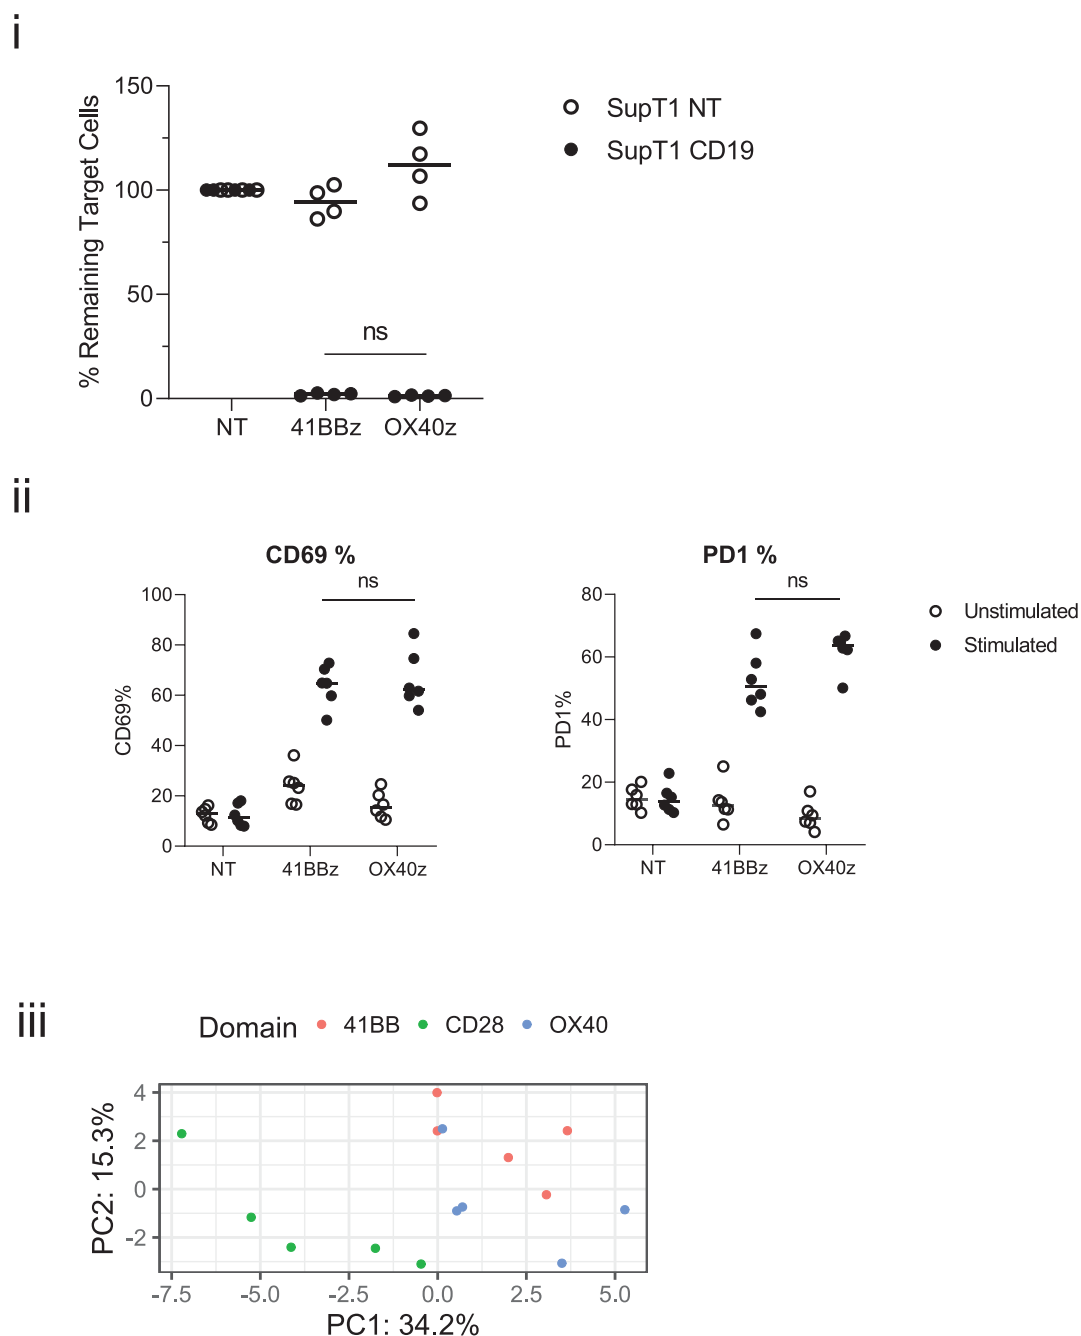 i
150
100
50
0
% Remaining Target Cells
SupT1 NT
SupT1 CD19
ns
NT 41BBz OX40z
ii
CD69 %
ns
100
80
60
40
20
0
CD69%
NT 41BBz OX40z
PD1 %
ns
80
60
40
20
0
PD1%
NT 41BBz OX40z
Unstimulated
Stimulated
iii
Domain 41BB CD28 OX40
4
2
0
-2
PC2: 15.3%
-7.5 -5.0 -2.5 0.0 2.5 5.0
PC1: 34.2%